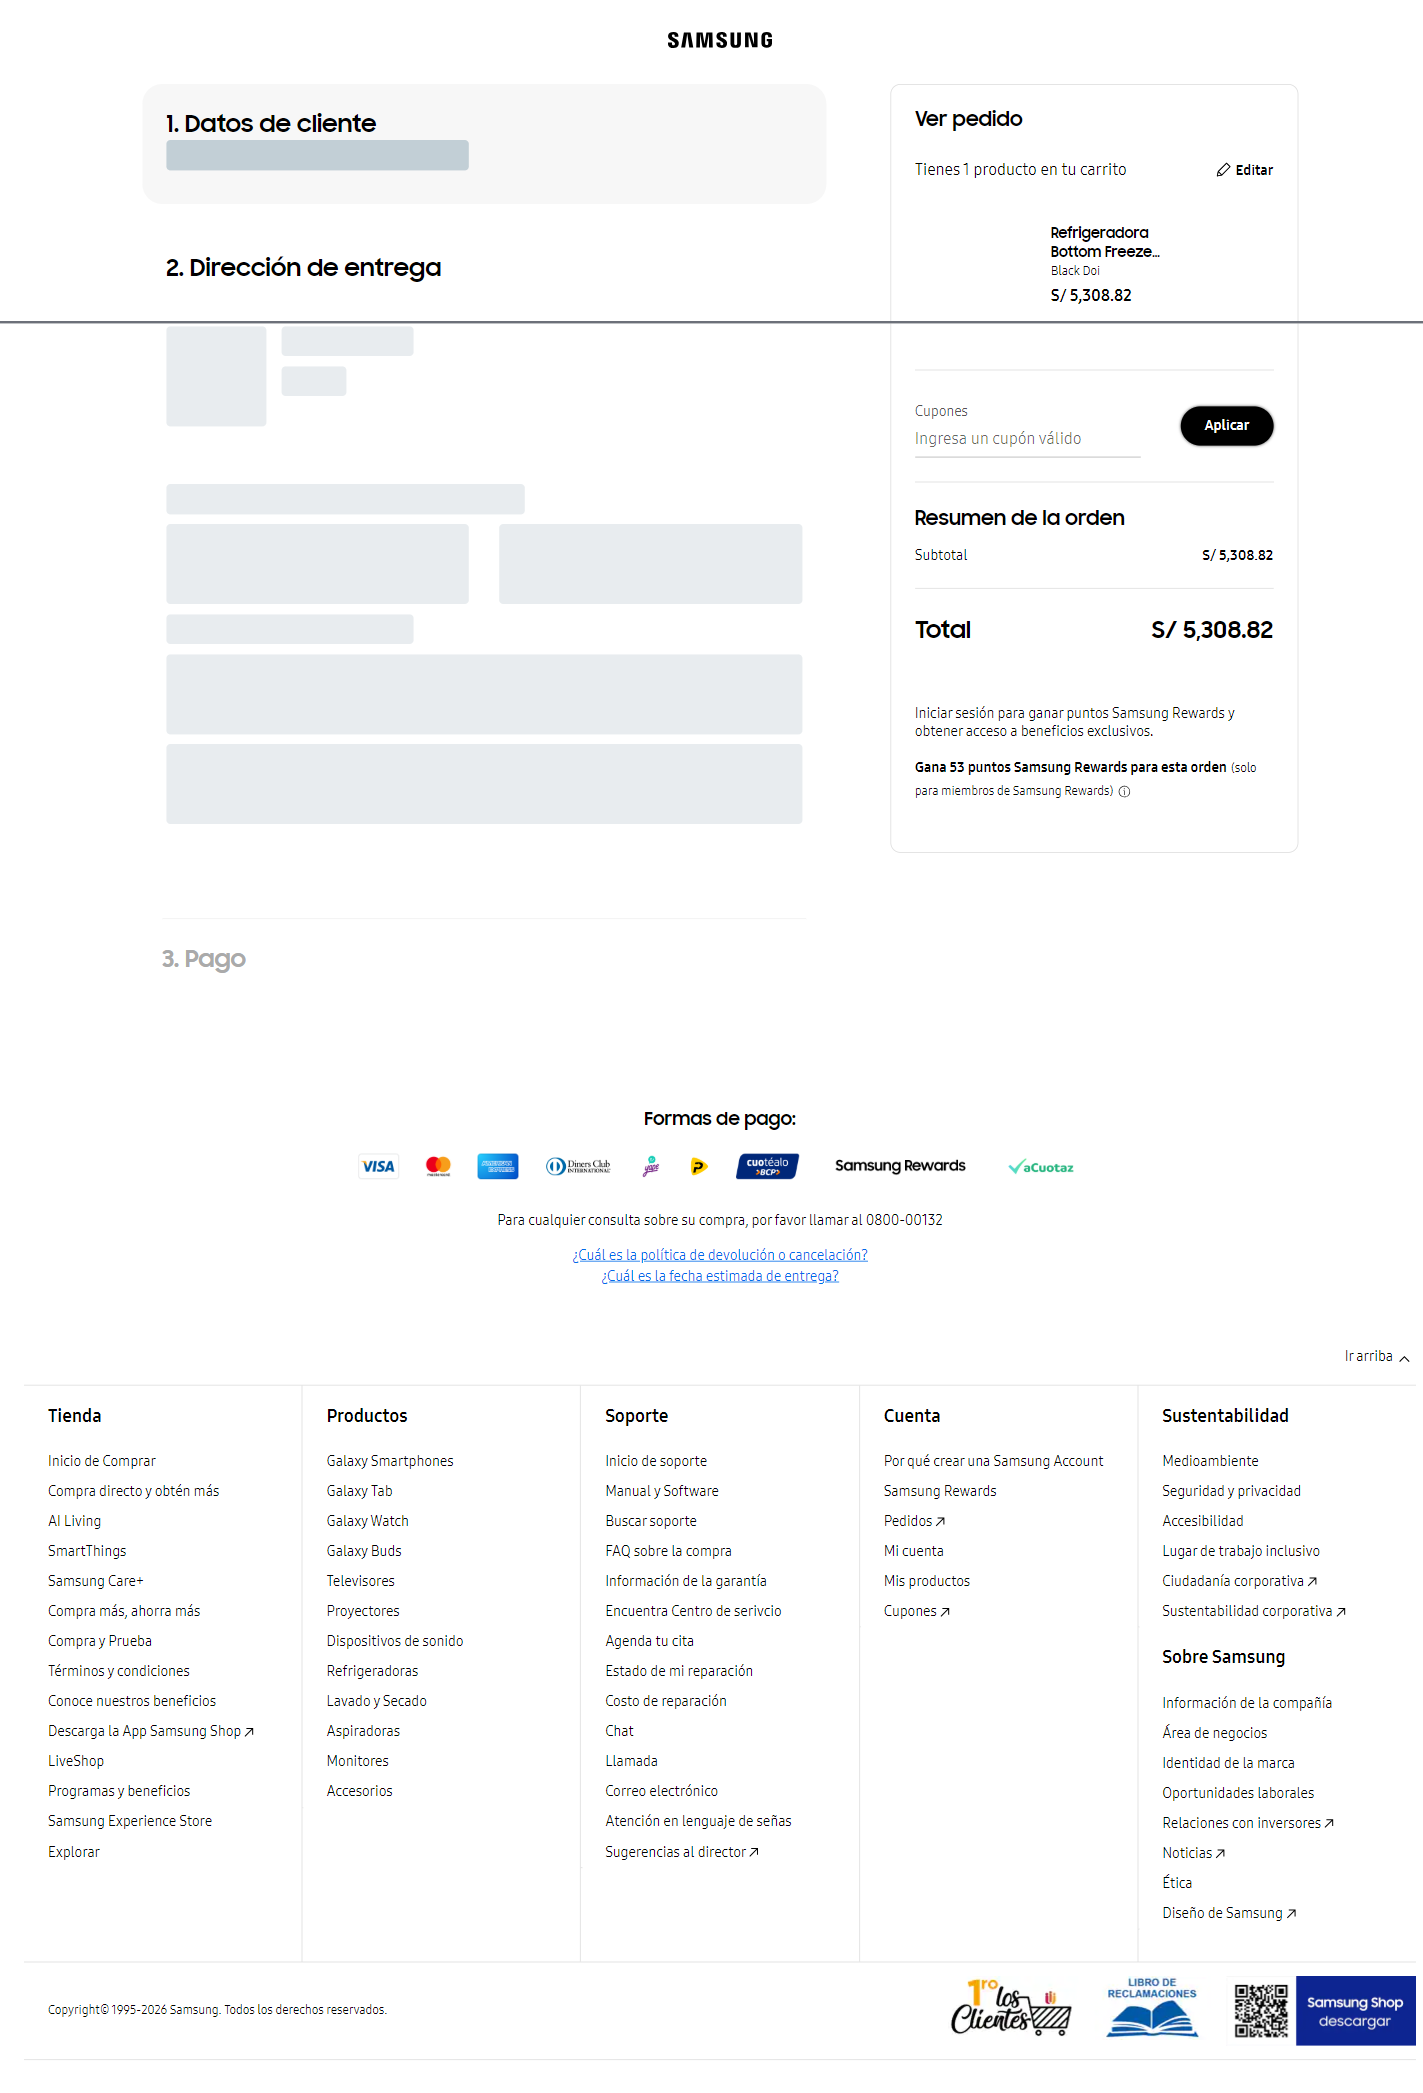 SAMSUNG
1. Datos de cliente
2. Dirección de entrega
3. Pago
Ver pedido
Tienes 1 producto en tu carrito
Editar
Refrigeradora
Bottom Freeze...
Black Doi
S/ 5,308.82
Cupones
Ingresa un cupón válido
Aplicar
Resumen de la orden
Subtotal S/ 5,308.82
Total S/ 5,308.82
Iniciar sesión para ganar puntos Samsung Rewards y
obtener acceso a beneficios exclusivos.
Gana 53 puntos Samsung Rewards para esta orden (solo
para miembros de Samsung Rewards)
Formas de pago:
VISA
mastercard
AMERICAN EXPRESS
Diners Club
INTERNATIONAL
yape
P
cuotéalo
BCP
Samsung Rewards
aCuotaz
Para cualquier consulta sobre su compra, por favor llamar al 0800-00132
¿Cuál es la política de devolución o cancelación?
¿Cuál es la fecha estimada de entrega?
Ir arriba
Tienda
Inicio de Comprar
Compra directo y obtén más
AI Living
SmartThings
Samsung Care+
Compra más, ahorra más
Compra y Prueba
Términos y condiciones
Conoce nuestros beneficios
Descarga la App Samsung Shop
LiveShop
Programas y beneficios
Samsung Experience Store
Explorar
Productos
Galaxy Smartphones
Galaxy Tab
Galaxy Watch
Galaxy Buds
Televisores
Proyectores
Dispositivos de sonido
Refrigeradoras
Lavado y Secado
Aspiradoras
Monitores
Accesorios
Soporte
Inicio de soporte
Manual y Software
Buscar soporte
FAQ sobre la compra
Información de la garantía
Encuentra Centro de serivcio
Agenda tu cita
Estado de mi reparación
Costo de reparación
Chat
Llamada
Correo electrónico
Atención en lenguaje de señas
Sugerencias al director
Cuenta
Por qué crear una Samsung Account
Samsung Rewards
Pedidos
Mi cuenta
Mis productos
Cupones
Sustentabilidad
Medioambiente
Seguridad y privacidad
Accesibilidad
Lugar de trabajo inclusivo
Ciudadanía corporativa
Sustentabilidad corporativa
Sobre Samsung
Información de la compañía
Área de negocios
Identidad de la marca
Oportunidades laborales
Relaciones con inversores
Noticias
Ética
Diseño de Samsung
Copyright© 1995-2026 Samsung. Todos los derechos reservados.
1ro los
Clientes
LIBRO DE
RECLAMACIONES
Samsung Shop
descargar